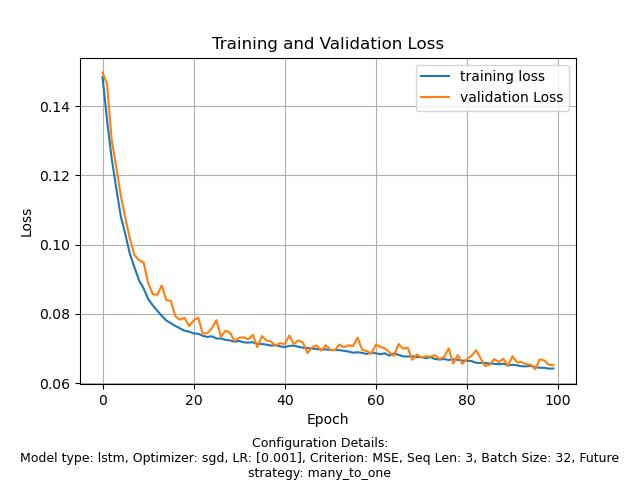 Training and Validation Loss
training loss
validation Loss
0.14
0.12
0.10
0.08
0.06
Loss
0 20 40 60 80 100
Epoch
Configuration Details:
Model type: lstm, Optimizer: sgd, LR: [0.001], Criterion: MSE, Seq Len: 3, Batch Size: 32, Future
strategy: many_to_one